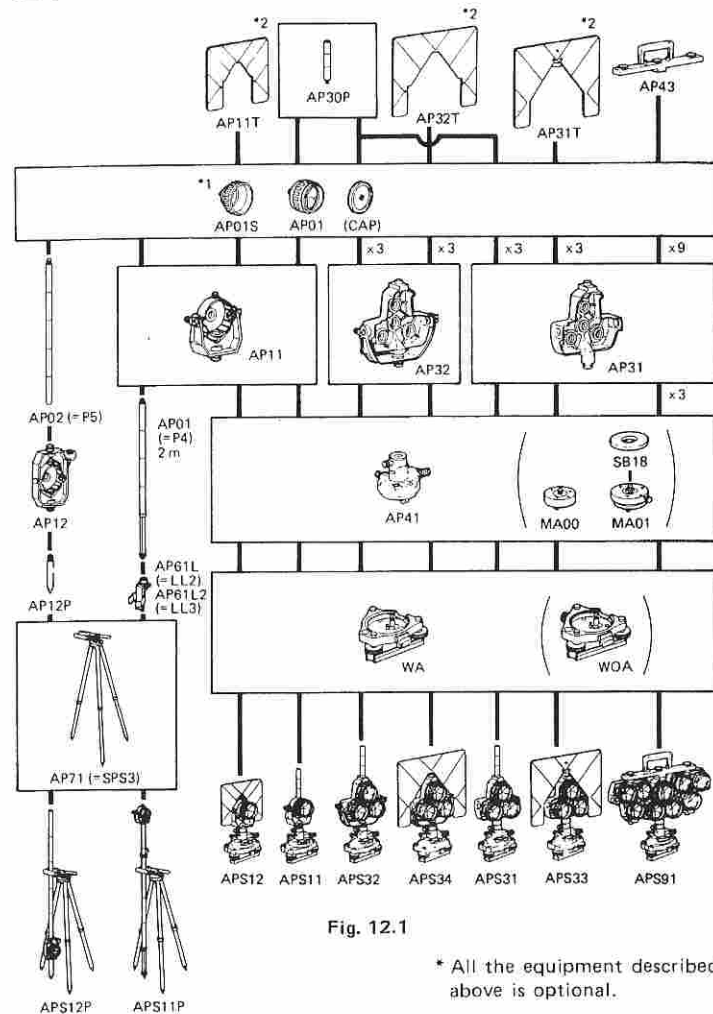 *2
*2
*2
AP30P
AP11T
AP32T
AP31T
AP43
*1
AP01S
AP01
(CAP)
x3
x3
x3
x3
x9
AP11
AP32
AP31
x3
AP02 (=P5)
AP01
(=P4)
2 m
AP12
AP41
SB18
MA00
MA01
AP12P
AP61L
(=LL2)
AP61L2
(=LL3)
WA
WOA
AP71 (=SPS3)
APS12
APS11
APS32
APS34
APS31
APS33
APS91
Fig. 12.1
* All the equipment described
above is optional.
APS12P
APS11P